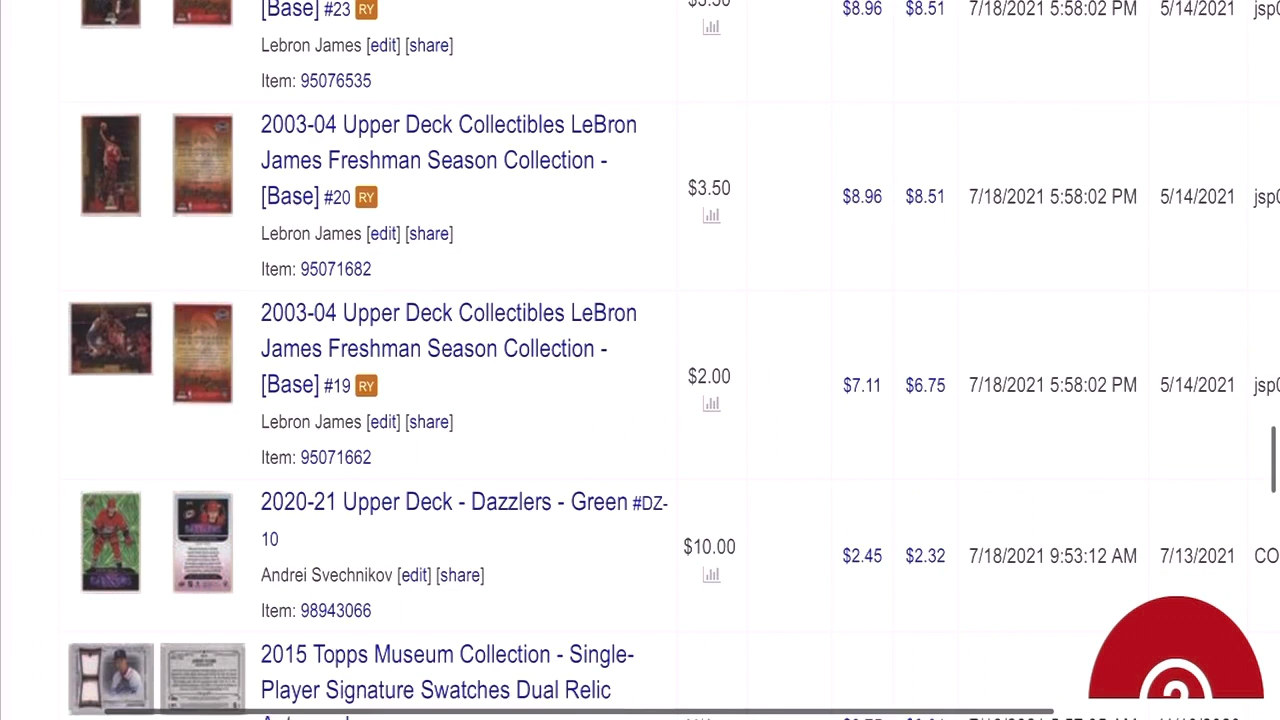 [Base] #23 RY
$3.50
$8.96 $8.51 7/18/2021 5:58:02 PM 5/14/2021
Lebron James [edit] [share]
Item: 95076535
2003-04 Upper Deck Collectibles LeBron
James Freshman Season Collection -
[Base] #20 RY
Lebron James [edit] [share]
Item: 95071682
$3.50
$8.96 $8.51 7/18/2021 5:58:02 PM 5/14/2021
2003-04 Upper Deck Collectibles LeBron
James Freshman Season Collection -
[Base] #19 RY
Lebron James [edit] [share]
Item: 95071662
$2.00
$7.11 $6.75 7/18/2021 5:58:02 PM 5/14/2021
2020-21 Upper Deck - Dazzlers - Green #DZ-
10
Andrei Svechnikov [edit] [share]
Item: 98943066
$10.00
$2.45 $2.32 7/18/2021 9:53:12 AM 7/13/2021 CO
2015 Topps Museum Collection - Single-
Player Signature Swatches Dual Relic